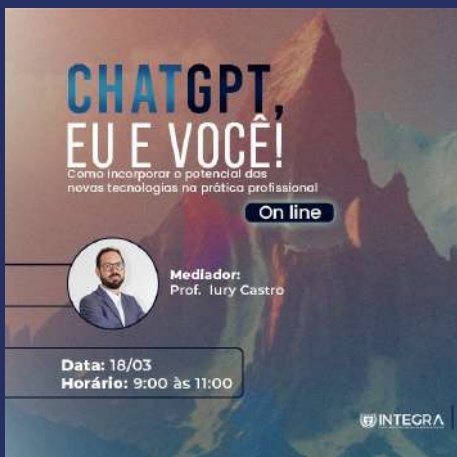 CHATGPT,
EU E VOCÊ!
Como incorporar o potencial das
novas tecnologias na prática profissional
On line
Mediador:
Prof. Iury Castro
Data: 18/03
Horário: 9:00 às 11:00
INTEGRA